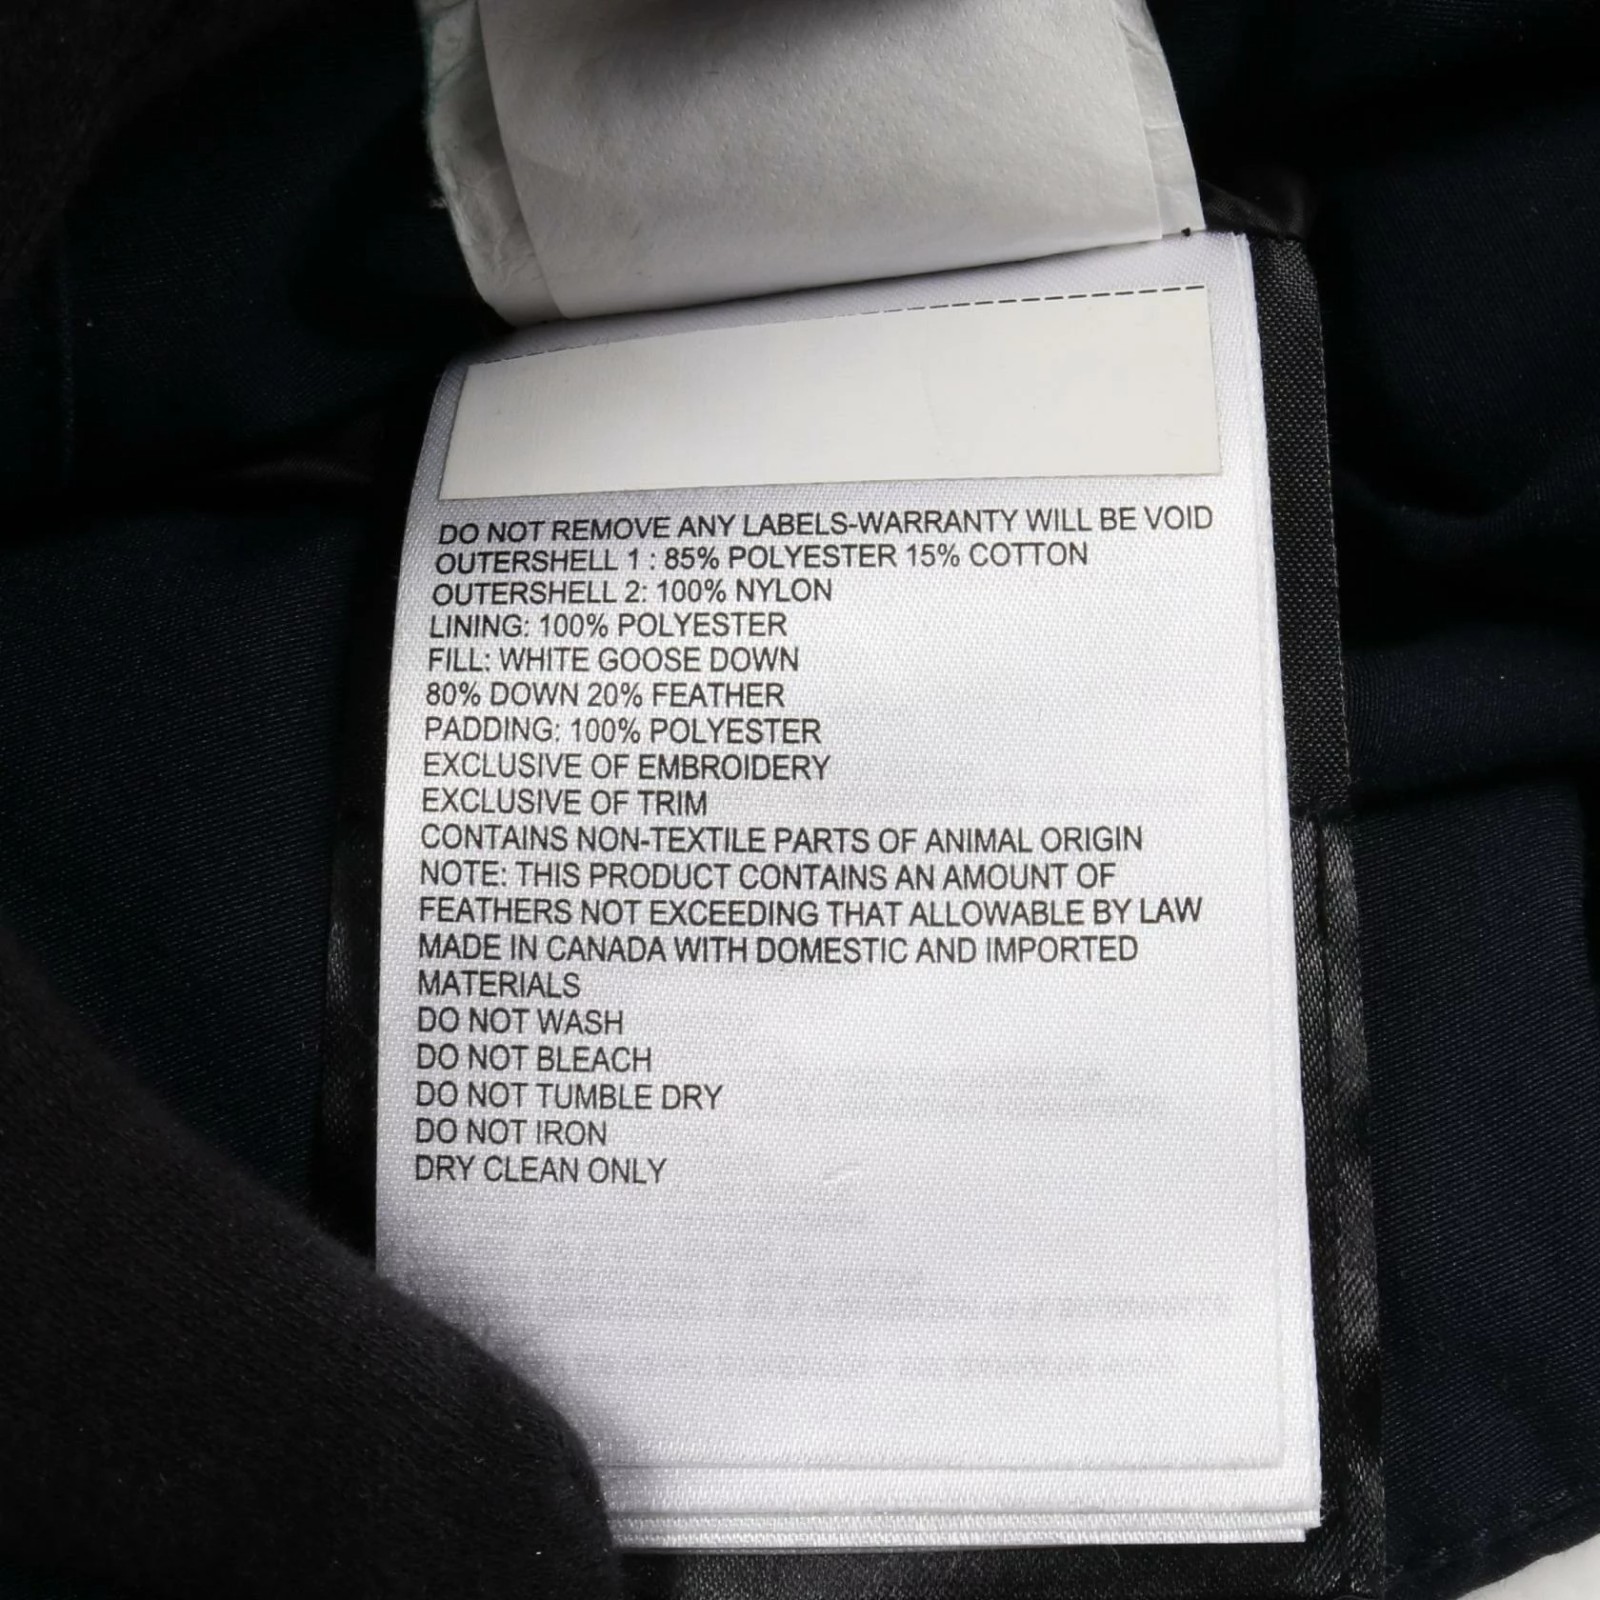 DO NOT REMOVE ANY LABELS-WARRANTY WILL BE VOID
OUTERSHELL 1 : 85% POLYESTER 15% COTTON
OUTERSHELL 2: 100% NYLON
LINING: 100% POLYESTER
FILL: WHITE GOOSE DOWN
80% DOWN 20% FEATHER
PADDING: 100% POLYESTER
EXCLUSIVE OF EMBROIDERY
EXCLUSIVE OF TRIM
CONTAINS NON-TEXTILE PARTS OF ANIMAL ORIGIN
NOTE: THIS PRODUCT CONTAINS AN AMOUNT OF
FEATHERS NOT EXCEEDING THAT ALLOWABLE BY LAW
MADE IN CANADA WITH DOMESTIC AND IMPORTED
MATERIALS
DO NOT WASH
DO NOT BLEACH
DO NOT TUMBLE DRY
DO NOT IRON
DRY CLEAN ONLY